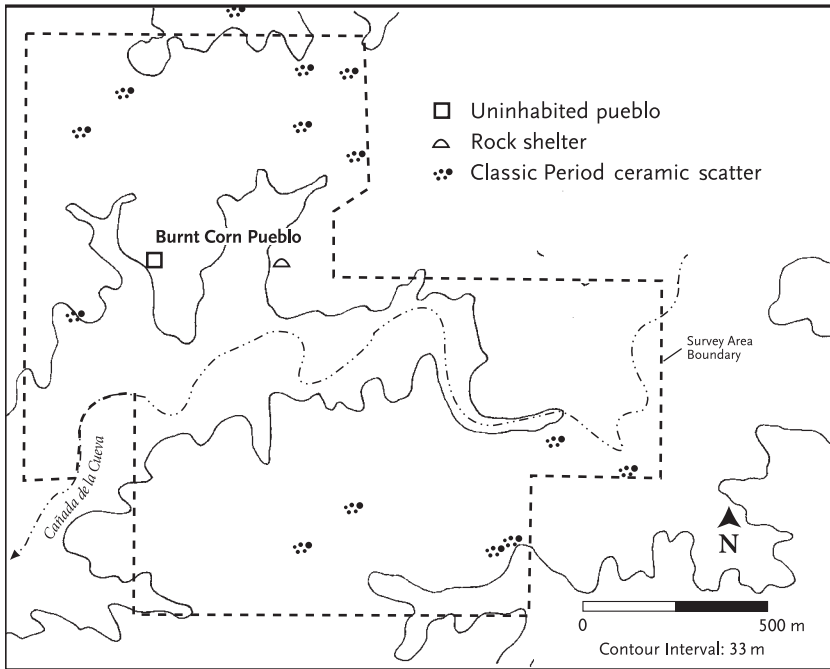 Uninhabited pueblo
Rock shelter
Classic Period ceramic scatter
Burnt Corn Pueblo
Survey Area
Boundary
Cañada de la Cueva
N
0 500 m
Contour Interval: 33 m